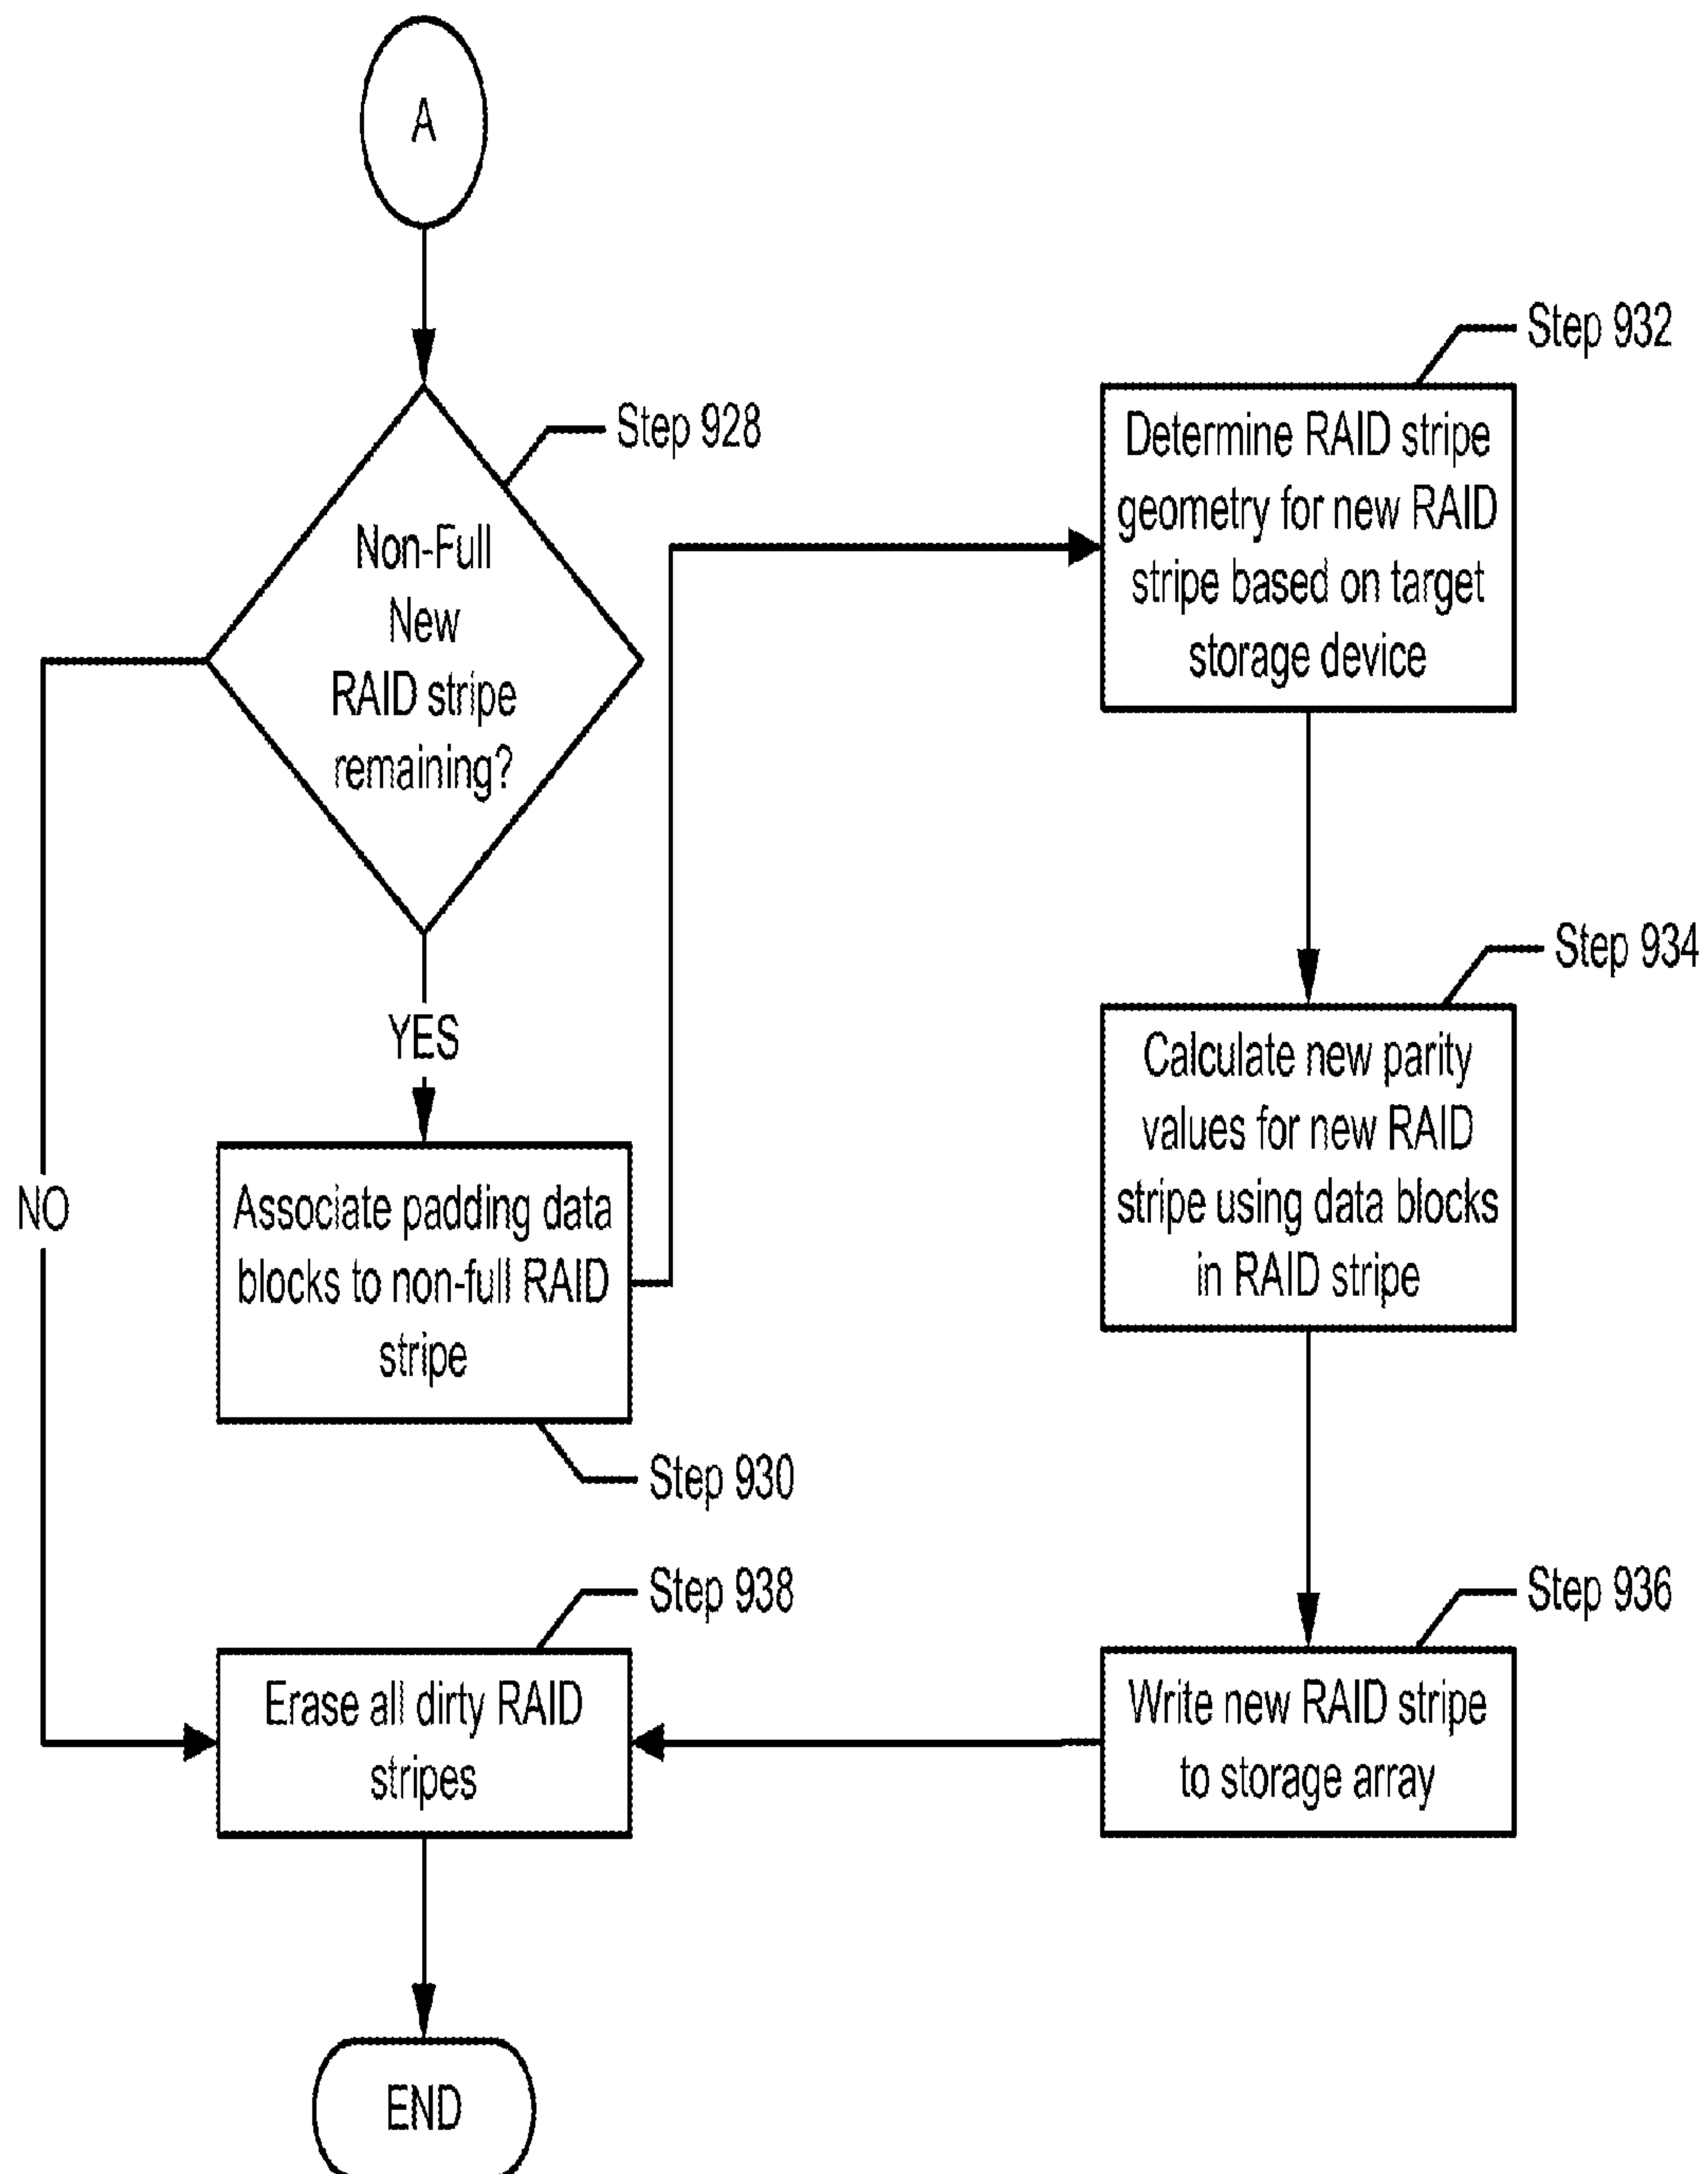 A
Step 928
Non-Full
New
RAID stripe
remaining?
YES
NO
Associate padding data
blocks to non-full RAID
stripe
Step 930
Step 932
Determine RAID stripe
geometry for new RAID
stripe based on target
storage device
Step 934
Calculate new parity
values for new RAID
stripe using data blocks
in RAID stripe
Step 936
Write new RAID stripe
to storage array
Step 938
Erase all dirty RAID
stripes
END